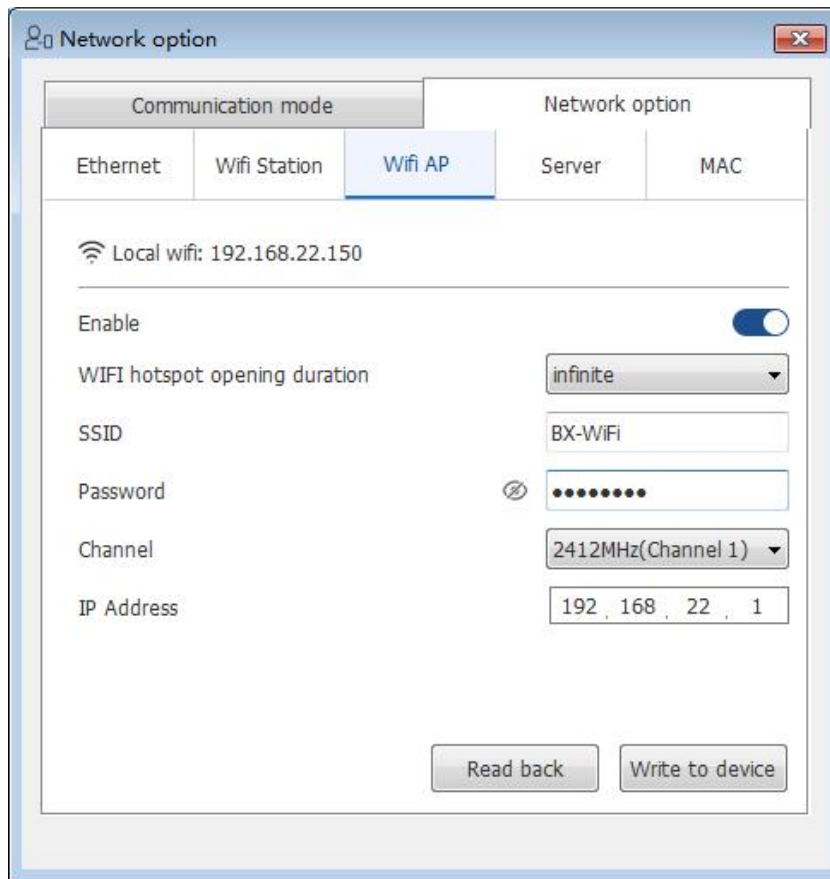 Network option
Communication mode Network option
Ethernet Wifi Station Wifi AP Server MAC
Local wifi: 192.168.22.150
Enable
WIFI hotspot opening duration infinite
SSID BX-WiFi
Password ••••••••
Channel 2412MHz(Channel 1)
IP Address 192 . 168 . 22 . 1
Read back Write to device